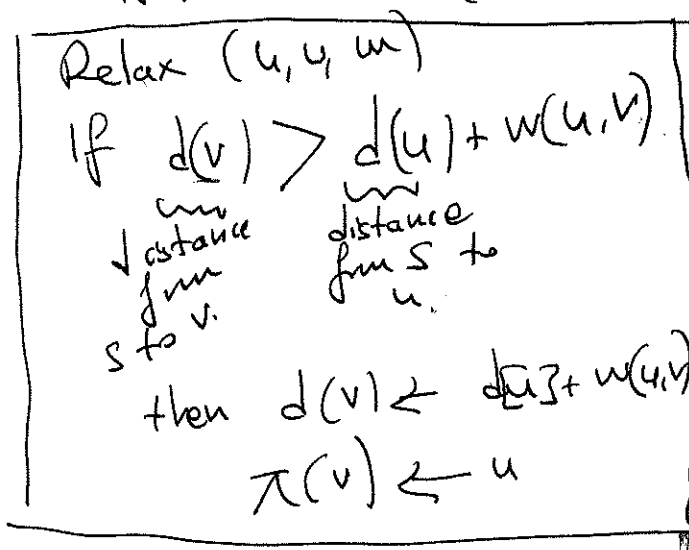 Relax (u, v, w)
If d(v) > d(u) + w(u,v)
distance distance
from from s to
s to v. u.
then d(v) ← d[u] + w(u,v)
π(v) ← u